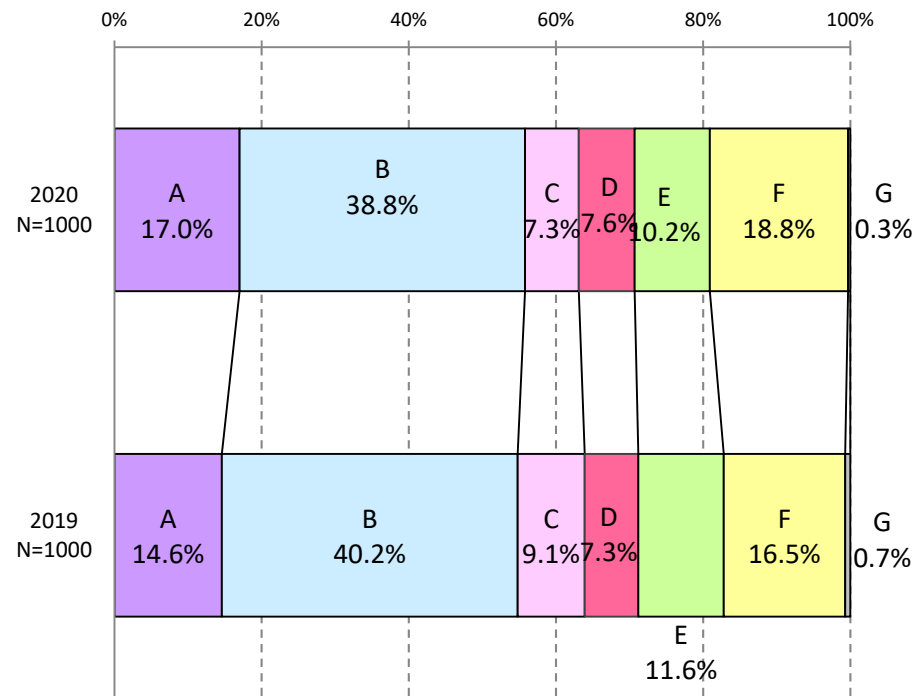 0% 20% 40% 60% 80% 100%
2020
N=1000
A
17.0%
B
38.8%
C
7.3%
D
7.6%
E
10.2%
F
18.8%
G
0.3%
2019
N=1000
A
14.6%
B
40.2%
C
9.1%
D
7.3%
E
11.6%
F
16.5%
G
0.7%